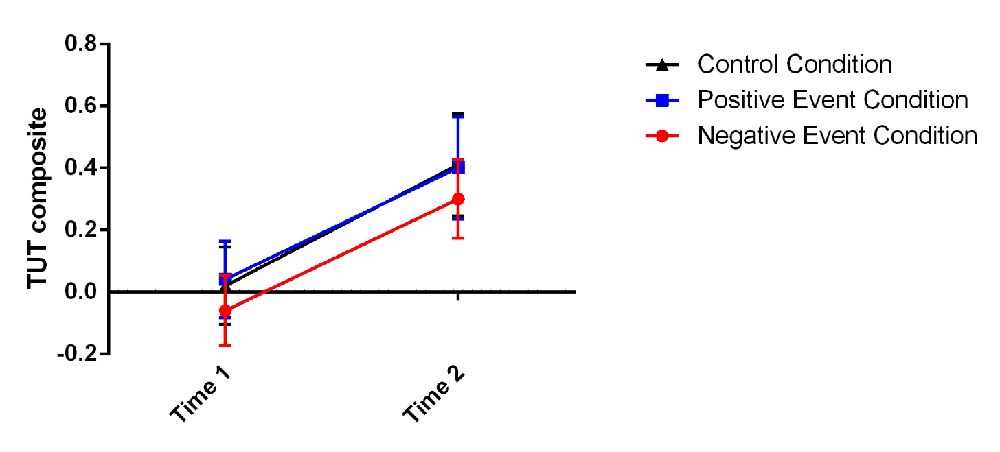 TUT composite
0.8
0.6
0.4
0.2
0.0
-0.2
Time 1
Time 2
Control Condition
Positive Event Condition
Negative Event Condition